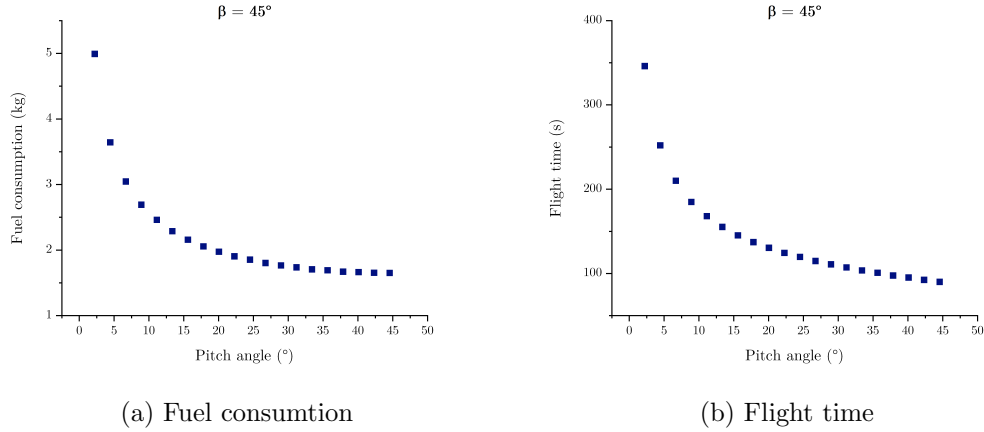 β = 45°
5
4
3
2
1
Fuel consumption (kg)
0 5 10 15 20 25 30 35 40 45 50
Pitch angle (°)
(a) Fuel consumtion
β = 45°
400
300
200
100
Flight time (s)
0 5 10 15 20 25 30 35 40 45 50
Pitch angle (°)
(b) Flight time